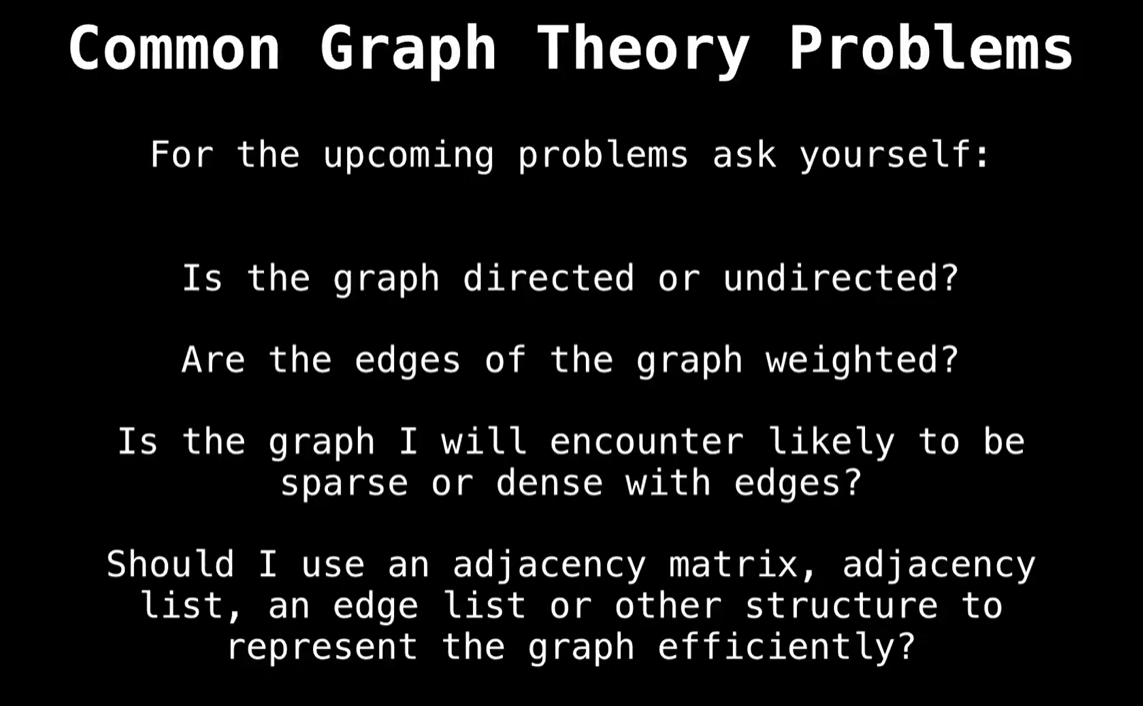 Common Graph Theory Problems
For the upcoming problems ask yourself:
Is the graph directed or undirected?
Are the edges of the graph weighted?
Is the graph I will encounter likely to be
sparse or dense with edges?
Should I use an adjacency matrix, adjacency
list, an edge list or other structure to
represent the graph efficiently?